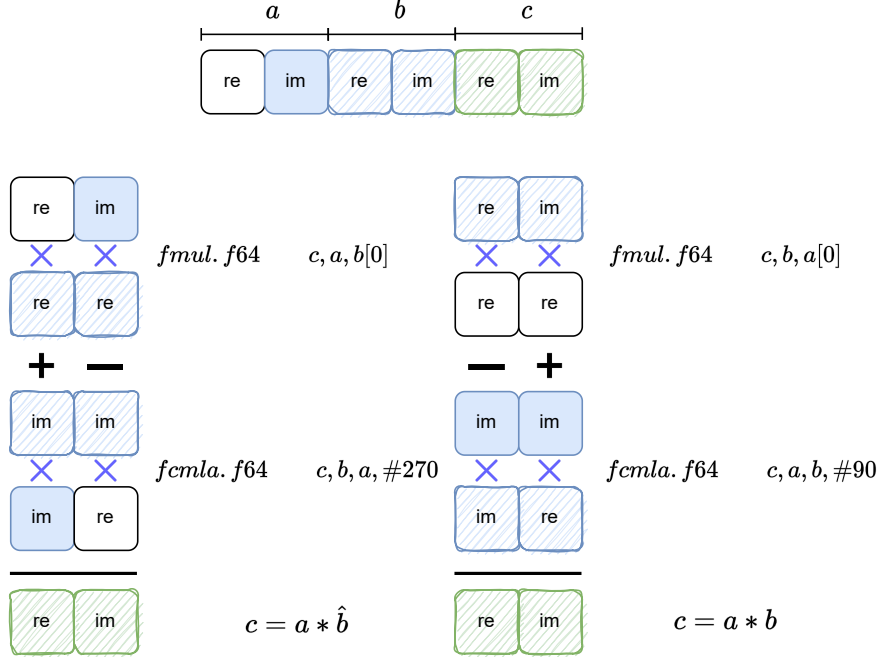 a b c
re im re im re im
re im re im
fmul.f64 c, a, b[0] fmul.f64 c, b, a[0]
re re re re
+ − − +
im im im im
fcmla.f64 c, b, a, #270 fcmla.f64 c, a, b, #90
im re im re
re im c = a ∗ b̂ re im c = a ∗ b